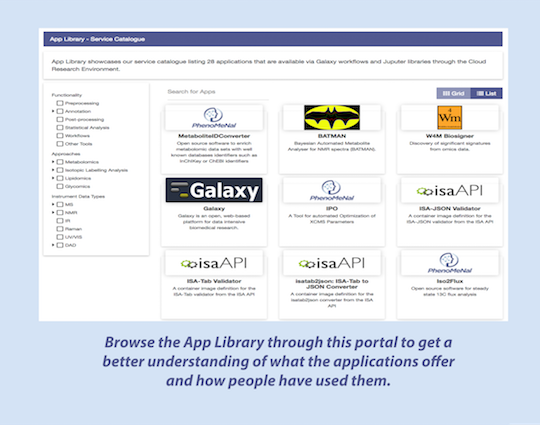 App Library - Service Catalogue
App Library showcases our service catalogue listing 28 applications that are available via Galaxy workflows and Juputer libraries through the Cloud
Research Environment.
Functionality
Preprocessing
Annotation
Post-processing
Statistical Analysis
Workflows
Other Tools
Approaches
Metabolomics
Isotopic Labelling Analysis
Lipidomics
Glycomics
Instrument Data Types
MS
NMR
IR
Raman
UV/VIS
DAD
Search for Apps
Grid
List
PhenoMeNal
MetaboliteIDConverter
Open source software to enrich
metabolomic data sets with well
known databases identifiers such as
InChIKey or ChEBI identifiers
BATMAN
Bayesian Automated Metabolite
Analyser for NMR spectra (BATMAN).
4
Wm
W4M Biosigner
Discovery of significant signatures
from omics data.
Galaxy
Galaxy
Galaxy is an open, web-based
platform for data intensive
biomedical research.
PhenoMeNal
IPO
A Tool for automated Optimization of
XCMS Parameters
isaAPI
ISA-JSON Validator
A container image definition for the
ISA-JSON validator from the ISA API
isaAPI
ISA-Tab Validator
A container image definition for the
ISA-Tab validator from the ISA API
isaAPI
isatab2json: ISA-Tab to
JSON Converter
A container image definition for the
isatab2json converter from the ISA
API
PhenoMeNal
Iso2Flux
Open source software for steady
state 13C flux analysis
Browse the App Library through this portal to get a
better understanding of what the applications offer
and how people have used them.